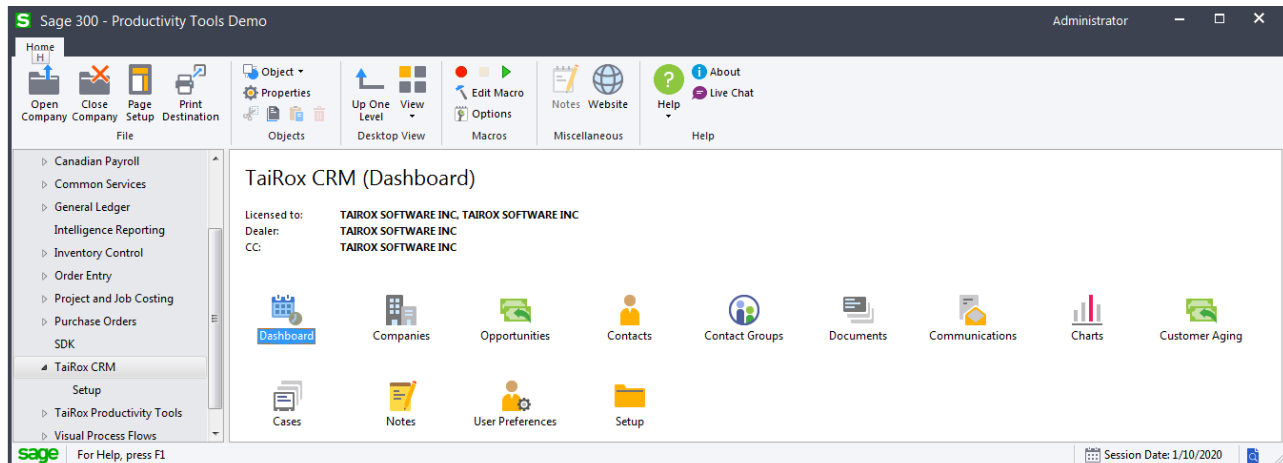 S Sage 300 - Productivity Tools Demo
Administrator
Home
H
Open Company
Close Company
Page Setup
Print Destination
File
Object
Properties
Objects
Up One Level
View
Desktop View
Edit Macro
Options
Macros
Notes
Website
Miscellaneous
? Help
i About
Live Chat
Help
Canadian Payroll
Common Services
General Ledger
Intelligence Reporting
Inventory Control
Order Entry
Project and Job Costing
Purchase Orders
SDK
TaiRox CRM
Setup
TaiRox Productivity Tools
Visual Process Flows
TaiRox CRM (Dashboard)
Licensed to: TAIROX SOFTWARE INC, TAIROX SOFTWARE INC
Dealer: TAIROX SOFTWARE INC
CC: TAIROX SOFTWARE INC
Dashboard
Companies
Opportunities
Contacts
Contact Groups
Documents
Communications
Charts
Customer Aging
Cases
Notes
User Preferences
Setup
sage For Help, press F1
Session Date: 1/10/2020